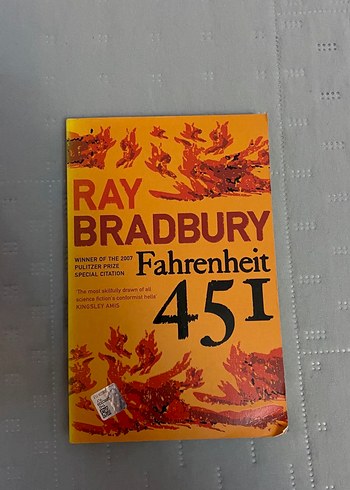 RAY
BRADBURY
WINNER OF THE 2007
PULITZER PRIZE
SPECIAL CITATION
Fahrenheit
451
'The most skilfully drawn of all
science fiction's conformist hells'
KINGSLEY AMIS